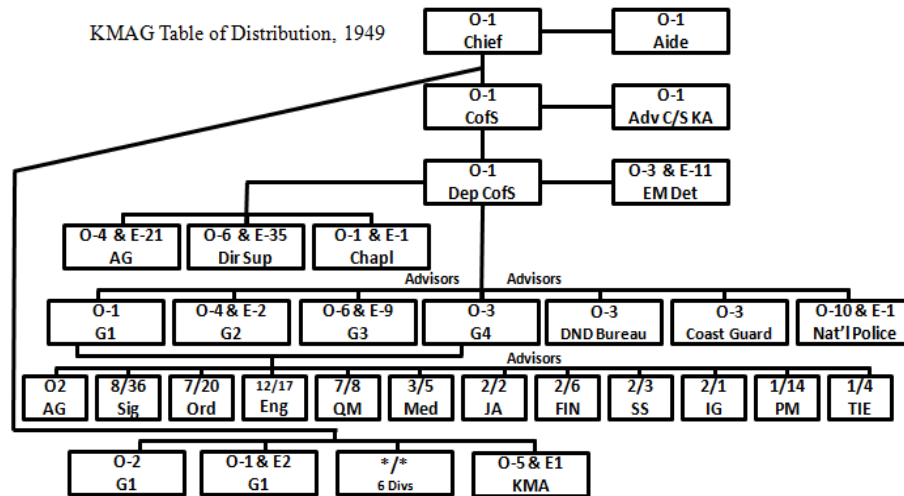 KMAG Table of Distribution, 1949
O-1
Chief
O-1
Aide
O-1
CofS
O-1
Adv C/S KA
O-1
Dep CofS
O-3 & E-11
EM Det
O-4 & E-21
AG
O-6 & E-35
Dir Sup
O-1 & E-1
Chapl
Advisors
Advisors
O-1
G1
O-4 & E-2
G2
O-6 & E-9
G3
O-3
G4
O-3
DND Bureau
O-3
Coast Guard
O-10 & E-1
Nat'l Police
Advisors
O2
AG
8/36
Sig
7/20
Ord
12/17
Eng
7/8
QM
3/5
Med
2/2
JA
2/6
FIN
2/3
SS
2/1
IG
1/14
PM
1/4
TIE
O-2
G1
O-1 & E2
G1
*/*
6 Divs
O-5 & E1
KMA